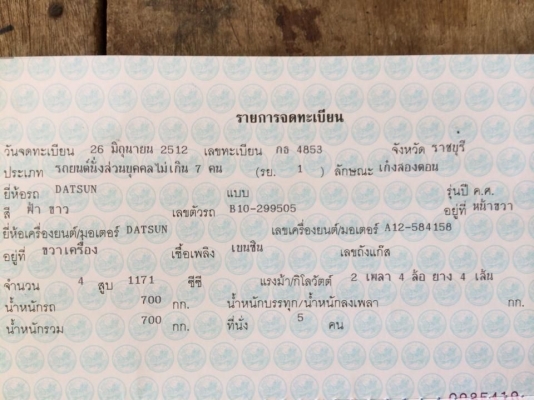 รายการจดทะเบียน
วันจดทะเบียน 26 มิถุนายน 2512 เลขทะเบียน กธ 4853 จังหวัด ราชบุรี
ประเภท รถยนต์นั่งส่วนบุคคลไม่เกิน 7 คน (รย. 1 ) ลักษณะ เก๋งสองตอน
ยี่ห้อรถ DATSUN แบบ รุ่นปี ค.ศ.
สี ฟ้า ขาว เลขตัวรถ B10-299505 อยู่ที่ หน้าขวา
ยี่ห้อเครื่องยนต์/มอเตอร์ DATSUN เลขเครื่องยนต์/มอเตอร์ A12-584158
อยู่ที่ ขวาเครื่อง เชื้อเพลิง เบนซิน เลขถังแก๊ส
จำนวน 4 สูบ 1171 ซีซี แรงม้า/กิโลวัตต์ 2 เพลา 4 ล้อ ยาง 4 เส้น
น้ำหนักรถ 700 กก. น้ำหนักบรรทุก/น้ำหนักลงเพลา กก.
น้ำหนักรวม 700 กก. ที่นั่ง 5 คน